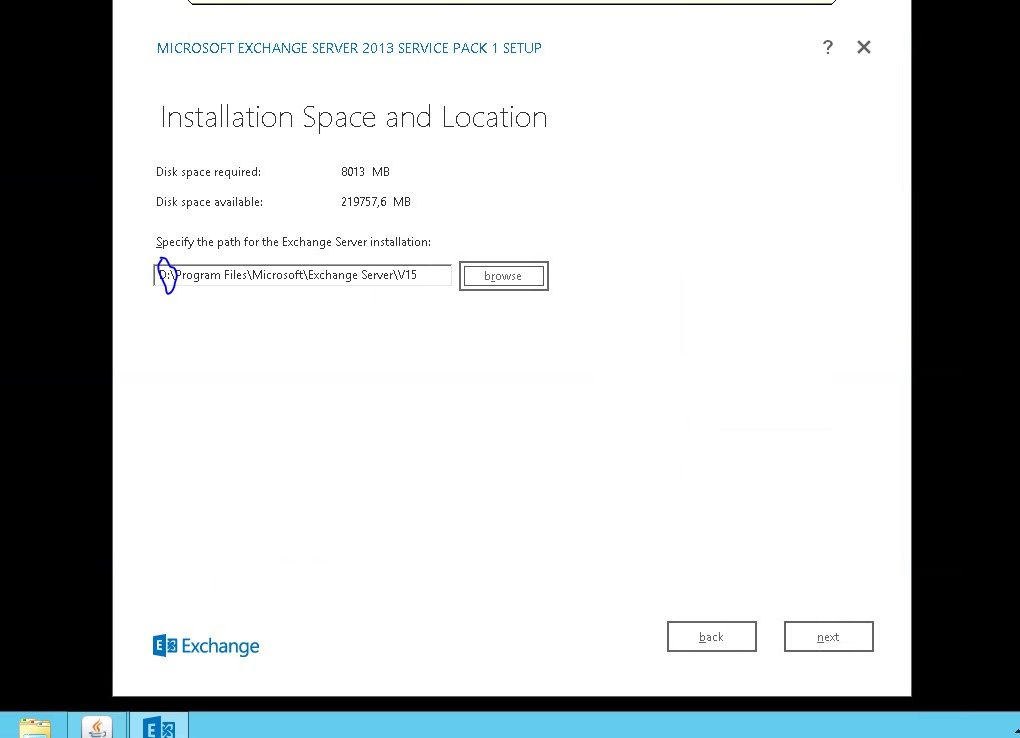 MICROSOFT EXCHANGE SERVER 2013 SERVICE PACK 1 SETUP
? ✕
Installation Space and Location
Disk space required: 8013 MB
Disk space available: 219757,6 MB
Specify the path for the Exchange Server installation:
D:\Program Files\Microsoft\Exchange Server\V15
browse
E Exchange
back
next
E